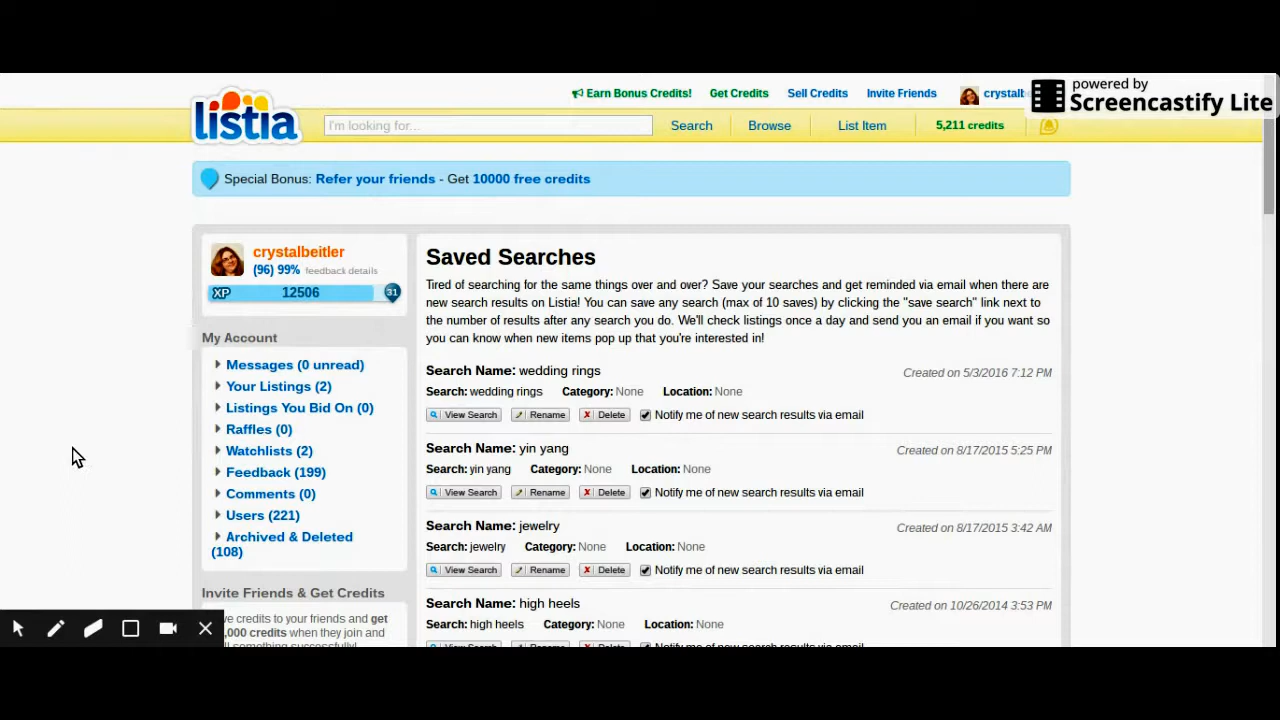 powered by
Screencastify Lite
Earn Bonus Credits! Get Credits Sell Credits Invite Friends
listia
I'm looking for... Search Browse List Item 5,211 credits
Special Bonus: Refer your friends - Get 10000 free credits
crystalbeitler
(96) 99% feedback details
XP 12506 31
My Account
Messages (0 unread)
Your Listings (2)
Listings You Bid On (0)
Raffles (0)
Watchlists (2)
Feedback (199)
Comments (0)
Users (221)
Archived & Deleted
(108)
Invite Friends & Get Credits
credits to your friends and get
,000 credits when they join and
something successfully!
Saved Searches
Tired of searching for the same things over and over? Save your searches and get reminded via email when there are
new search results on Listia! You can save any search (max of 10 saves) by clicking the "save search" link next to
the number of results after any search you do. We'll check listings once a day and send you an email if you want so
you can know when new items pop up that you're interested in!
Search Name: wedding rings Created on 5/3/2016 7:12 PM
Search: wedding rings Category: None Location: None
View Search Rename Delete Notify me of new search results via email
Search Name: yin yang Created on 8/17/2015 5:25 PM
Search: yin yang Category: None Location: None
View Search Rename Delete Notify me of new search results via email
Search Name: jewelry Created on 8/17/2015 3:42 AM
Search: jewelry Category: None Location: None
View Search Rename Delete Notify me of new search results via email
Search Name: high heels Created on 10/26/2014 3:53 PM
Search: high heels Category: None Location: None